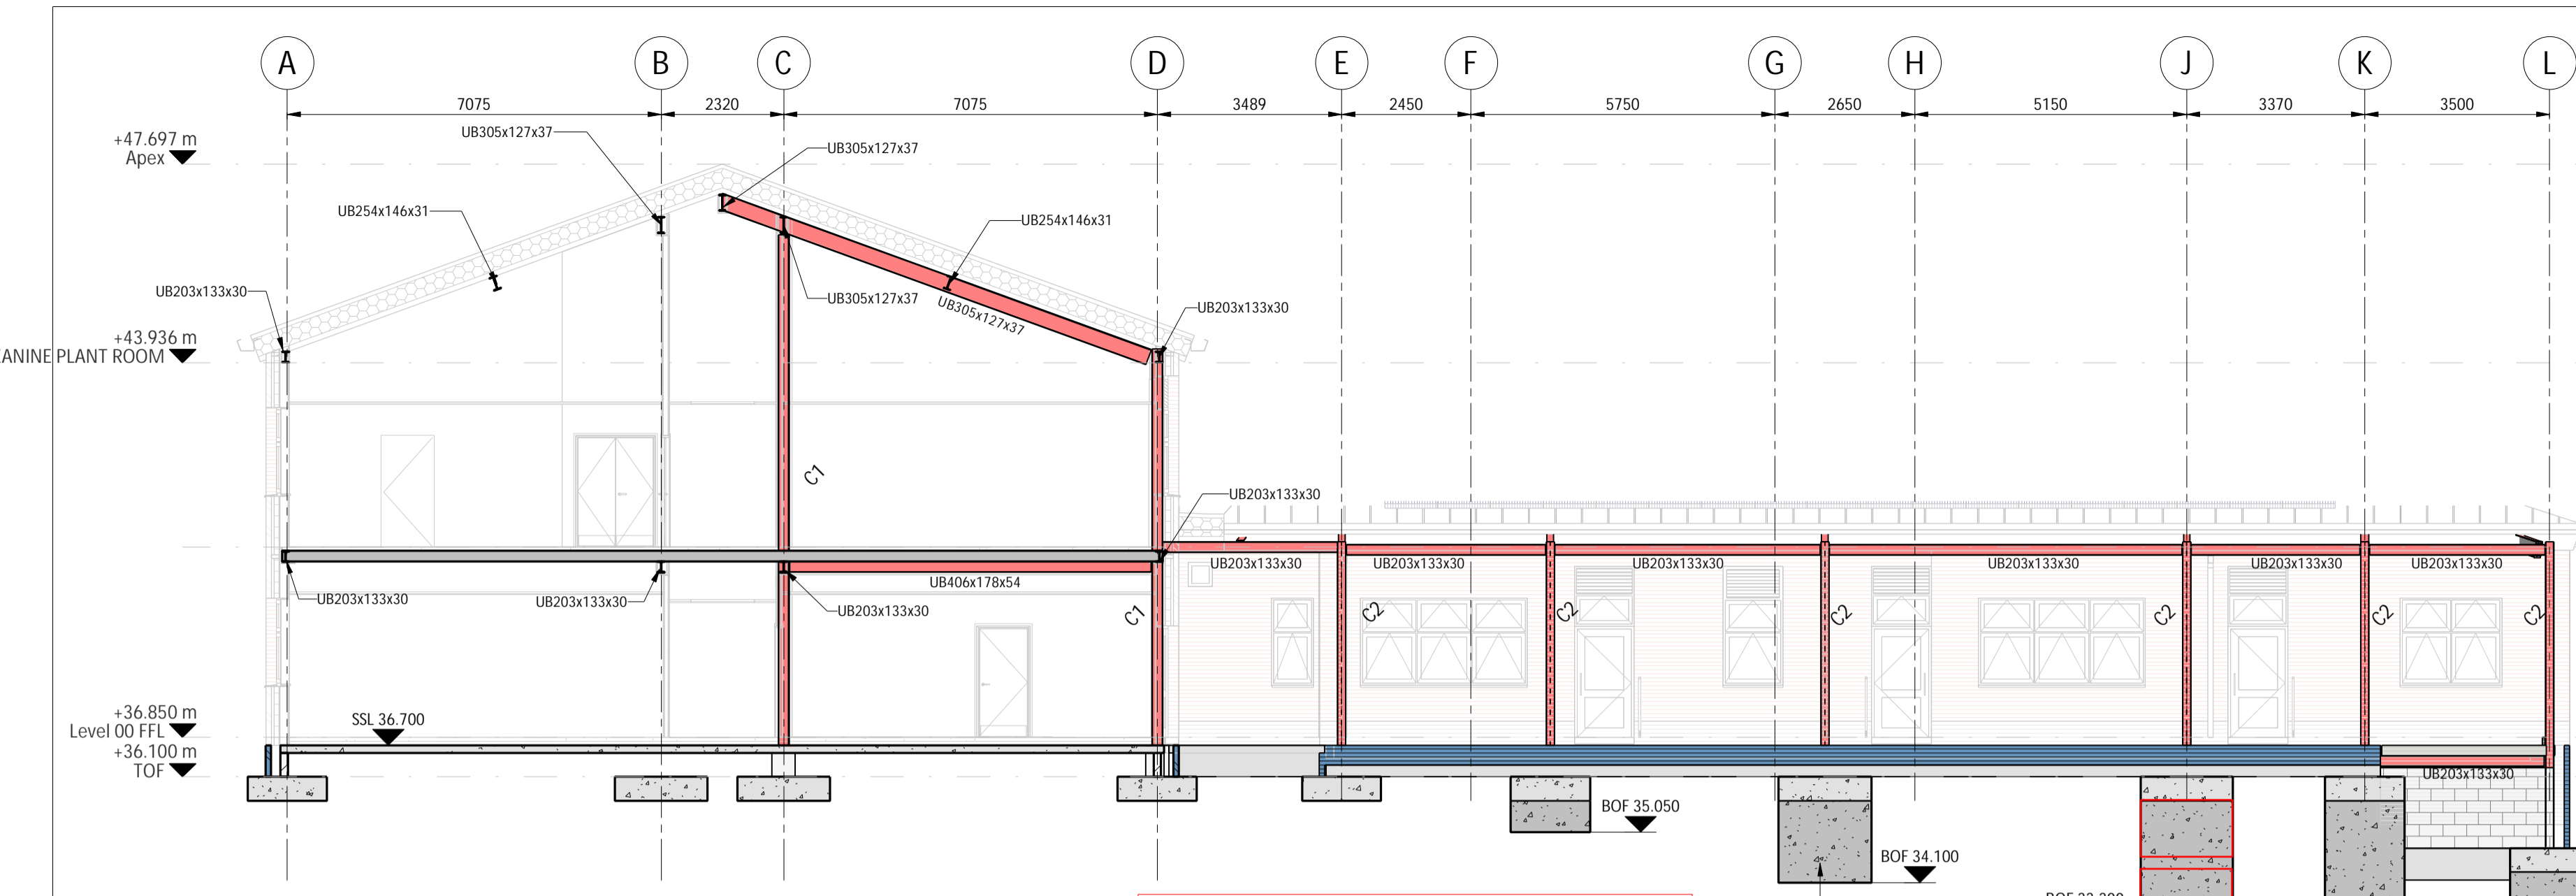 A B C D E F G H J K L
7075 2320 7075 3489 2450 5750 2650 5150 3370 3500
UB305x127x37
+47.697 m
Apex
UB305x127x37
UB254x146x31
UB254x146x31
UB203x133x30
UB305x127x37
UB305x127x37
UB203x133x30
+43.936 m
EANINE PLANT ROOM
C1
UB203x133x30
UB203x133x30 UB203x133x30 UB203x133x30 UB203x133x30 UB203x133x30 UB203x133x30
UB406x178x54
UB203x133x30
UB203x133x30
UB203x133x30
C1
C2 C2 C2 C2 C2 C2
+36.850 m
Level 00 FFL
SSL 36.700
+36.100 m
TOF
UB203x133x30
BOF 35.050
BOF 34.100